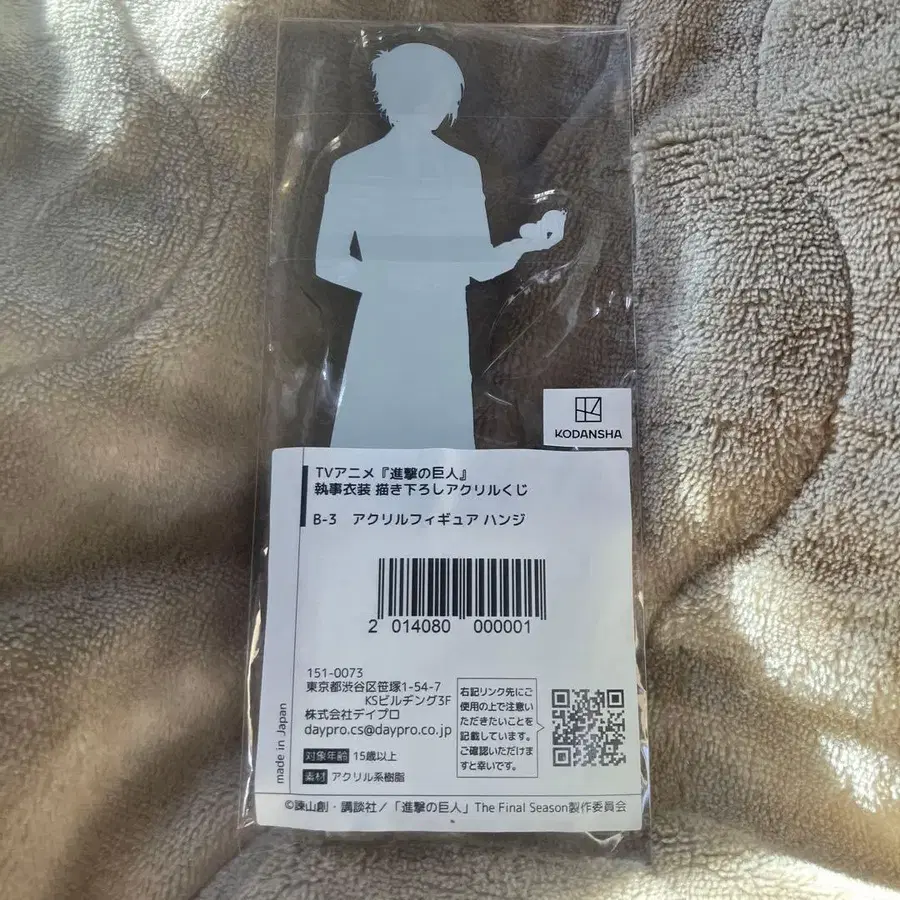 KODANSHA
TVアニメ『進撃の巨人』
執事衣装 描き下ろしアクリルくじ
B-3 アクリルフィギュア ハンジ
2 014080 000001
151-0073
東京都渋谷区笹塚1-54-7
KSビルヂング3F
株式会社デイプロ
daypro.cs@daypro.co.jp
対象年齢 15歳以上
素材 アクリル系樹脂
右記リンク先にご
使用の上で注意い
ただきたいことを
記載しています。
ご確認いただけま
すと幸いです。
made in Japan
©諫山創・講談社/「進撃の巨人」The Final Season製作委員会